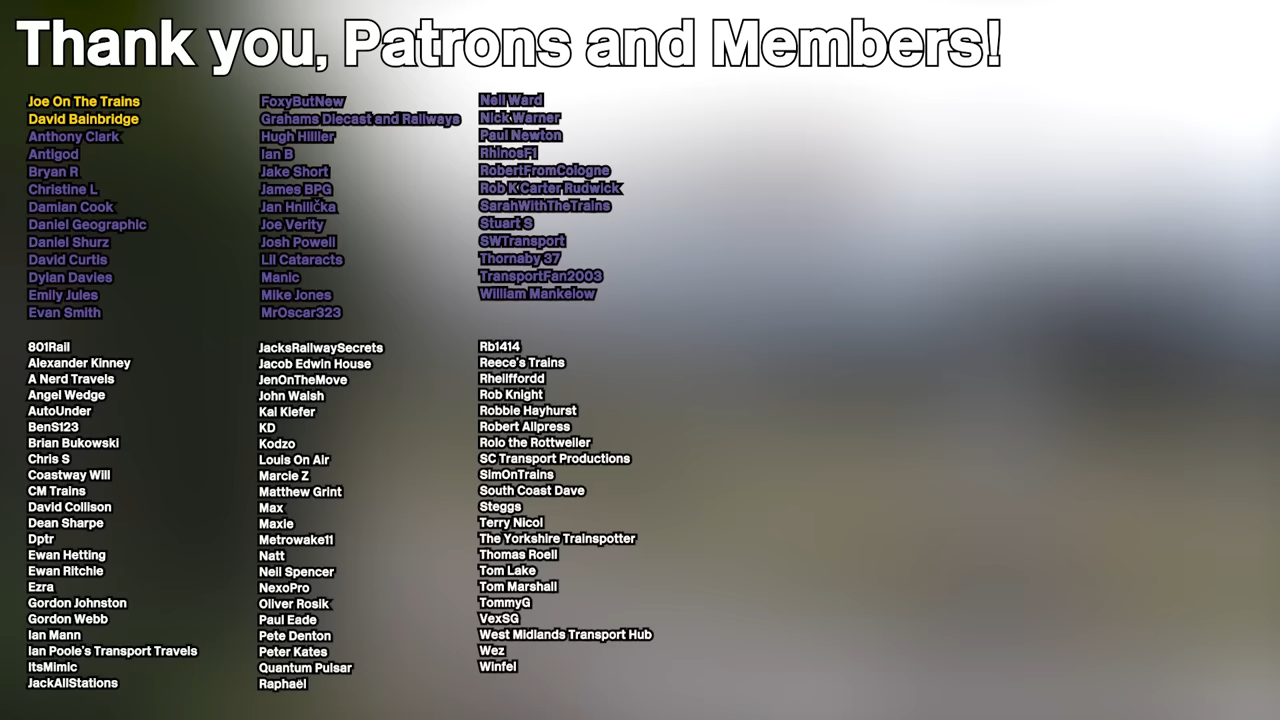 Thank you, Patrons and Members!
Joe On The Trains
David Bainbridge
Anthony Clark
Antigod
Bryan R
Christine L
Damian Cook
Daniel Geographic
Daniel Shurz
David Curtis
Dylan Davies
Emily Jules
Evan Smith
FoxyButNew
Grahams Diecast and Railways
Hugh Hillier
Ian B
Jake Short
James BPG
Jan Hnilička
Joe Verity
Josh Powell
Lil Cataracts
Manic
Mike Jones
MrOscar323
Neil Ward
Nick Warner
Paul Newton
RhinosF1
RobertFromCologne
Rob K Carter Rudwick
SarahWithTheTrains
Stuart S
SWTransport
Thornaby 37
TransportFan2003
William Mankelow
801Rail
Alexander Kinney
A Nerd Travels
Angel Wedge
AutoUnder
BenS123
Brian Bukowski
Chris S
Coastway Will
CM Trains
David Collison
Dean Sharpe
Dptr
Ewan Hetting
Ewan Ritchie
Ezra
Gordon Johnston
Gordon Webb
Ian Mann
Ian Poole's Transport Travels
ItsMimic
JackAllStations
JacksRailwaySecrets
Jacob Edwin House
JenOnTheMove
John Walsh
Kai Kiefer
KD
Kodzo
Louis On Air
Marcie Z
Matthew Grint
Max
Maxie
Metrowake11
Natt
Neil Spencer
NexoPro
Oliver Rosik
Paul Eade
Pete Denton
Peter Kates
Quantum Pulsar
Raphaël
Rb1414
Reece's Trains
Rheilffordd
Rob Knight
Robbie Hayhurst
Robert Allpress
Rolo the Rottweiler
SC Transport Productions
SimOnTrains
South Coast Dave
Steggs
Terry Nicol
The Yorkshire Trainspotter
Thomas Roell
Tom Lake
Tom Marshall
TommyG
VexSG
West Midlands Transport Hub
Wez
Winfel